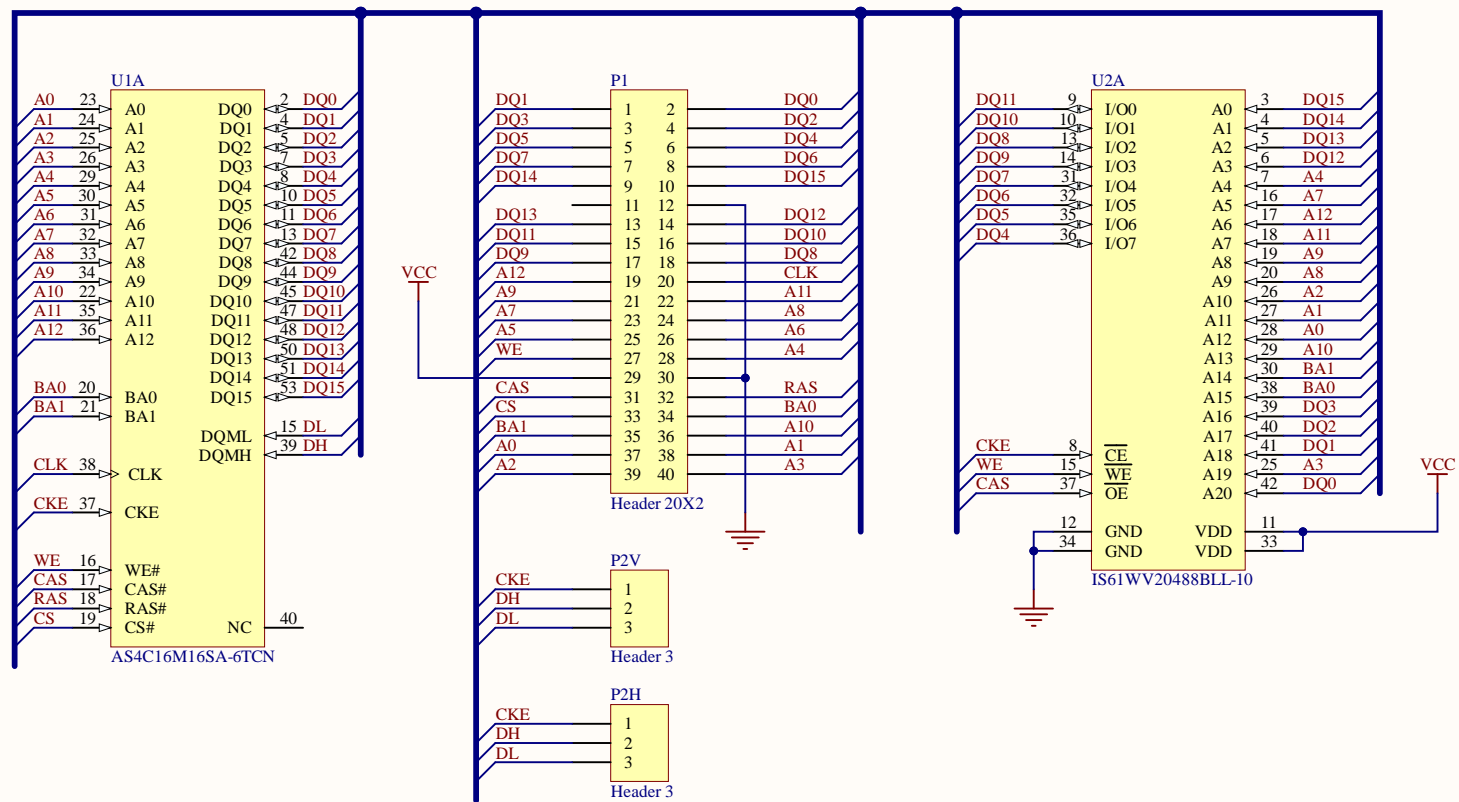 U1A
A0 23 A0 DQ0 2 DQ0
A1 24 A1 DQ1 4 DQ1
A2 25 A2 DQ2 5 DQ2
A3 26 A3 DQ3 7 DQ3
A4 29 A4 DQ4 8 DQ4
A5 30 A5 DQ5 10 DQ5
A6 31 A6 DQ6 11 DQ6
A7 32 A7 DQ7 13 DQ7
A8 33 A8 DQ8 42 DQ8
A9 34 A9 DQ9 44 DQ9
A10 22 A10 DQ10 45 DQ10
A11 35 A11 DQ11 47 DQ11
A12 36 A12 DQ12 48 DQ12
DQ13 50 DQ13
DQ14 51 DQ14
BA0 20 BA0 DQ15 53 DQ15
BA1 21 BA1
DQML 15 DL
DQMH 39 DH
CLK 38 CLK
CKE 37 CKE
WE 16 WE#
CAS 17 CAS#
RAS 18 RAS#
CS 19 CS# NC 40
AS4C16M16SA-6TCN
P1
DQ1 1 2 DQ0
DQ3 3 4 DQ2
DQ5 5 6 DQ4
DQ7 7 8 DQ6
DQ14 9 10 DQ15
11 12
DQ13 13 14 DQ12
DQ11 15 16 DQ10
DQ9 17 18 DQ8
A12 19 20 CLK
A9 21 22 A11
A7 23 24 A8
A5 25 26 A6
WE 27 28 A4
VCC 29 30
CAS 31 32 RAS
CS 33 34 BA0
BA1 35 36 A10
A0 37 38 A1
A2 39 40 A3
Header 20X2
P2V
CKE 1
DH 2
DL 3
Header 3
P2H
CKE 1
DH 2
DL 3
Header 3
U2A
DQ11 9 I/O0 A0 3 DQ15
DQ10 10 I/O1 A1 4 DQ14
DQ8 13 I/O2 A2 5 DQ13
DQ9 14 I/O3 A3 6 DQ12
DQ7 31 I/O4 A4 7 A4
DQ6 32 I/O5 A5 16 A7
DQ5 35 I/O6 A6 17 A12
DQ4 36 I/O7 A7 18 A11
A8 19 A9
A9 20 A8
A10 26 A2
A11 27 A1
A12 28 A0
A13 29 A10
A14 30 BA1
A15 38 BA0
A16 39 DQ3
A17 40 DQ2
CKE 8 CE A18 41 DQ1
WE 15 WE A19 25 A3
CAS 37 OE A20 42 DQ0
VCC
12 GND VDD 11
34 GND VDD 33
IS61WV20488BLL-10